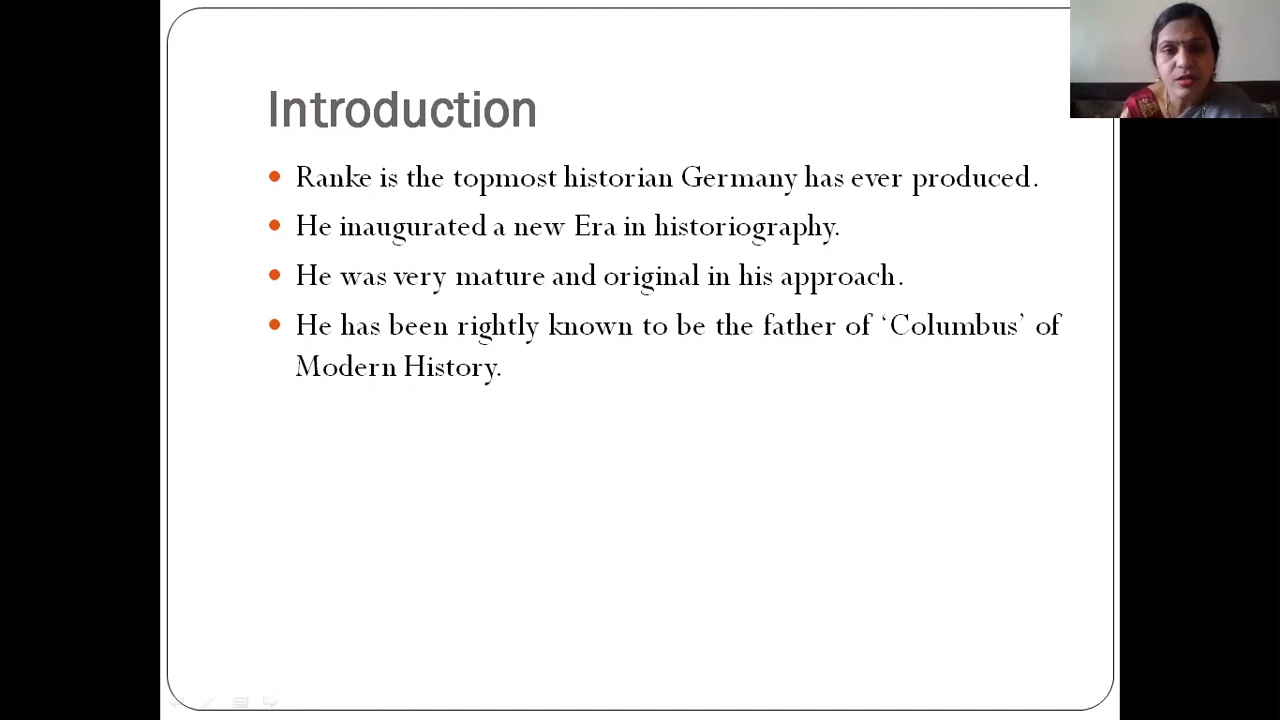 Introduction
• Ranke is the topmost historian Germany has ever produced.
• He inaugurated a new Era in historiography.
• He was very mature and original in his approach.
• He has been rightly known to be the father of ‘Columbus’ of
Modern History.